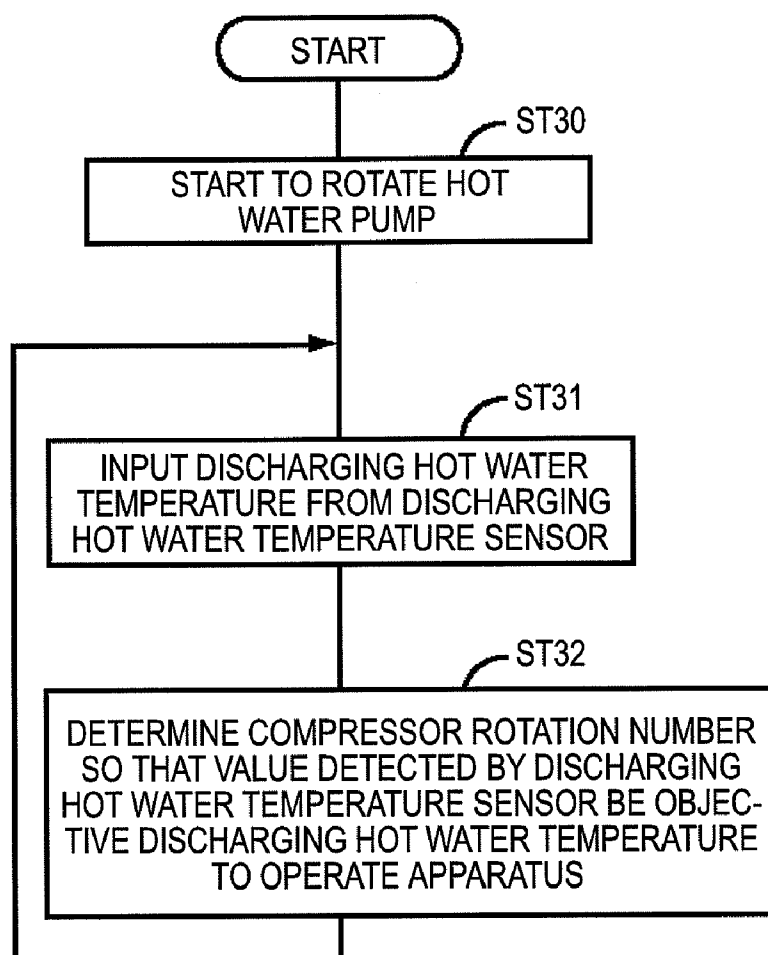 START
ST30
START TO ROTATE HOT
WATER PUMP
ST31
INPUT DISCHARGING HOT WATER
TEMPERATURE FROM DISCHARGING
HOT WATER TEMPERATURE SENSOR
ST32
DETERMINE COMPRESSOR ROTATION NUMBER
SO THAT VALUE DETECTED BY DISCHARGING
HOT WATER TEMPERATURE SENSOR BE OBJEC-
TIVE DISCHARGING HOT WATER TEMPERATURE
TO OPERATE APPARATUS